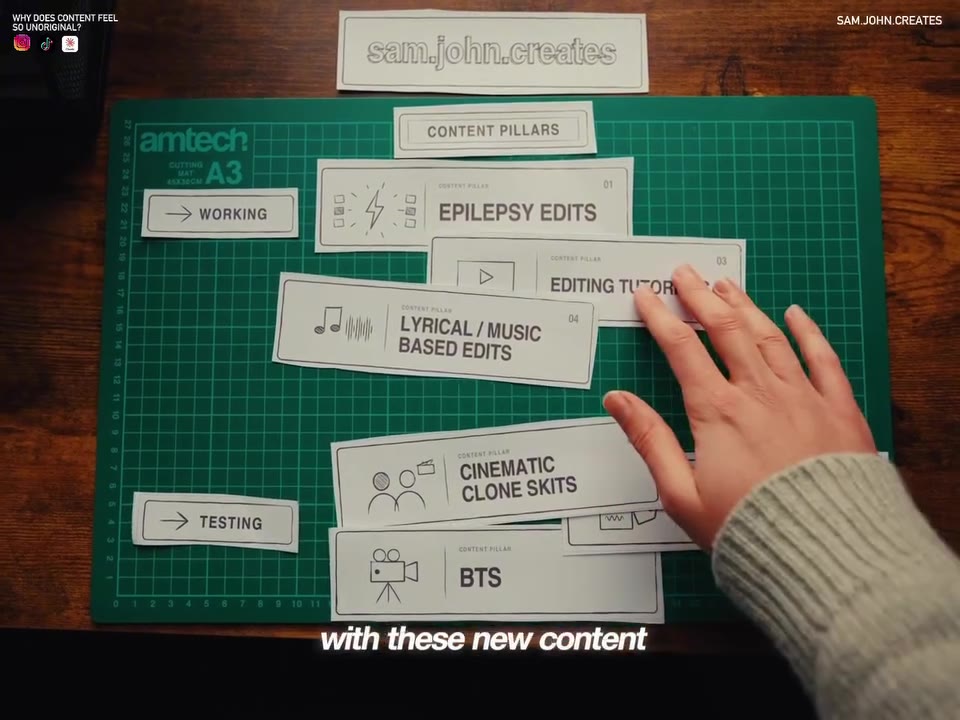 WHY DOES CONTENT FEEL
SO UNORIGINAL?
SAM.JOHN.CREATES
sam.john.creates
CONTENT PILLARS
amtech
CUTTING
MAT
A3
WORKING
CONTENT PILLAR
01
EPILEPSY EDITS
CONTENT PILLAR
03
EDITING
CONTENT PILLAR
04
LYRICAL / MUSIC
BASED EDITS
CONTENT PILLAR
CINEMATIC
CLONE SKITS
TESTING
CONTENT PILLAR
BTS
with these new content